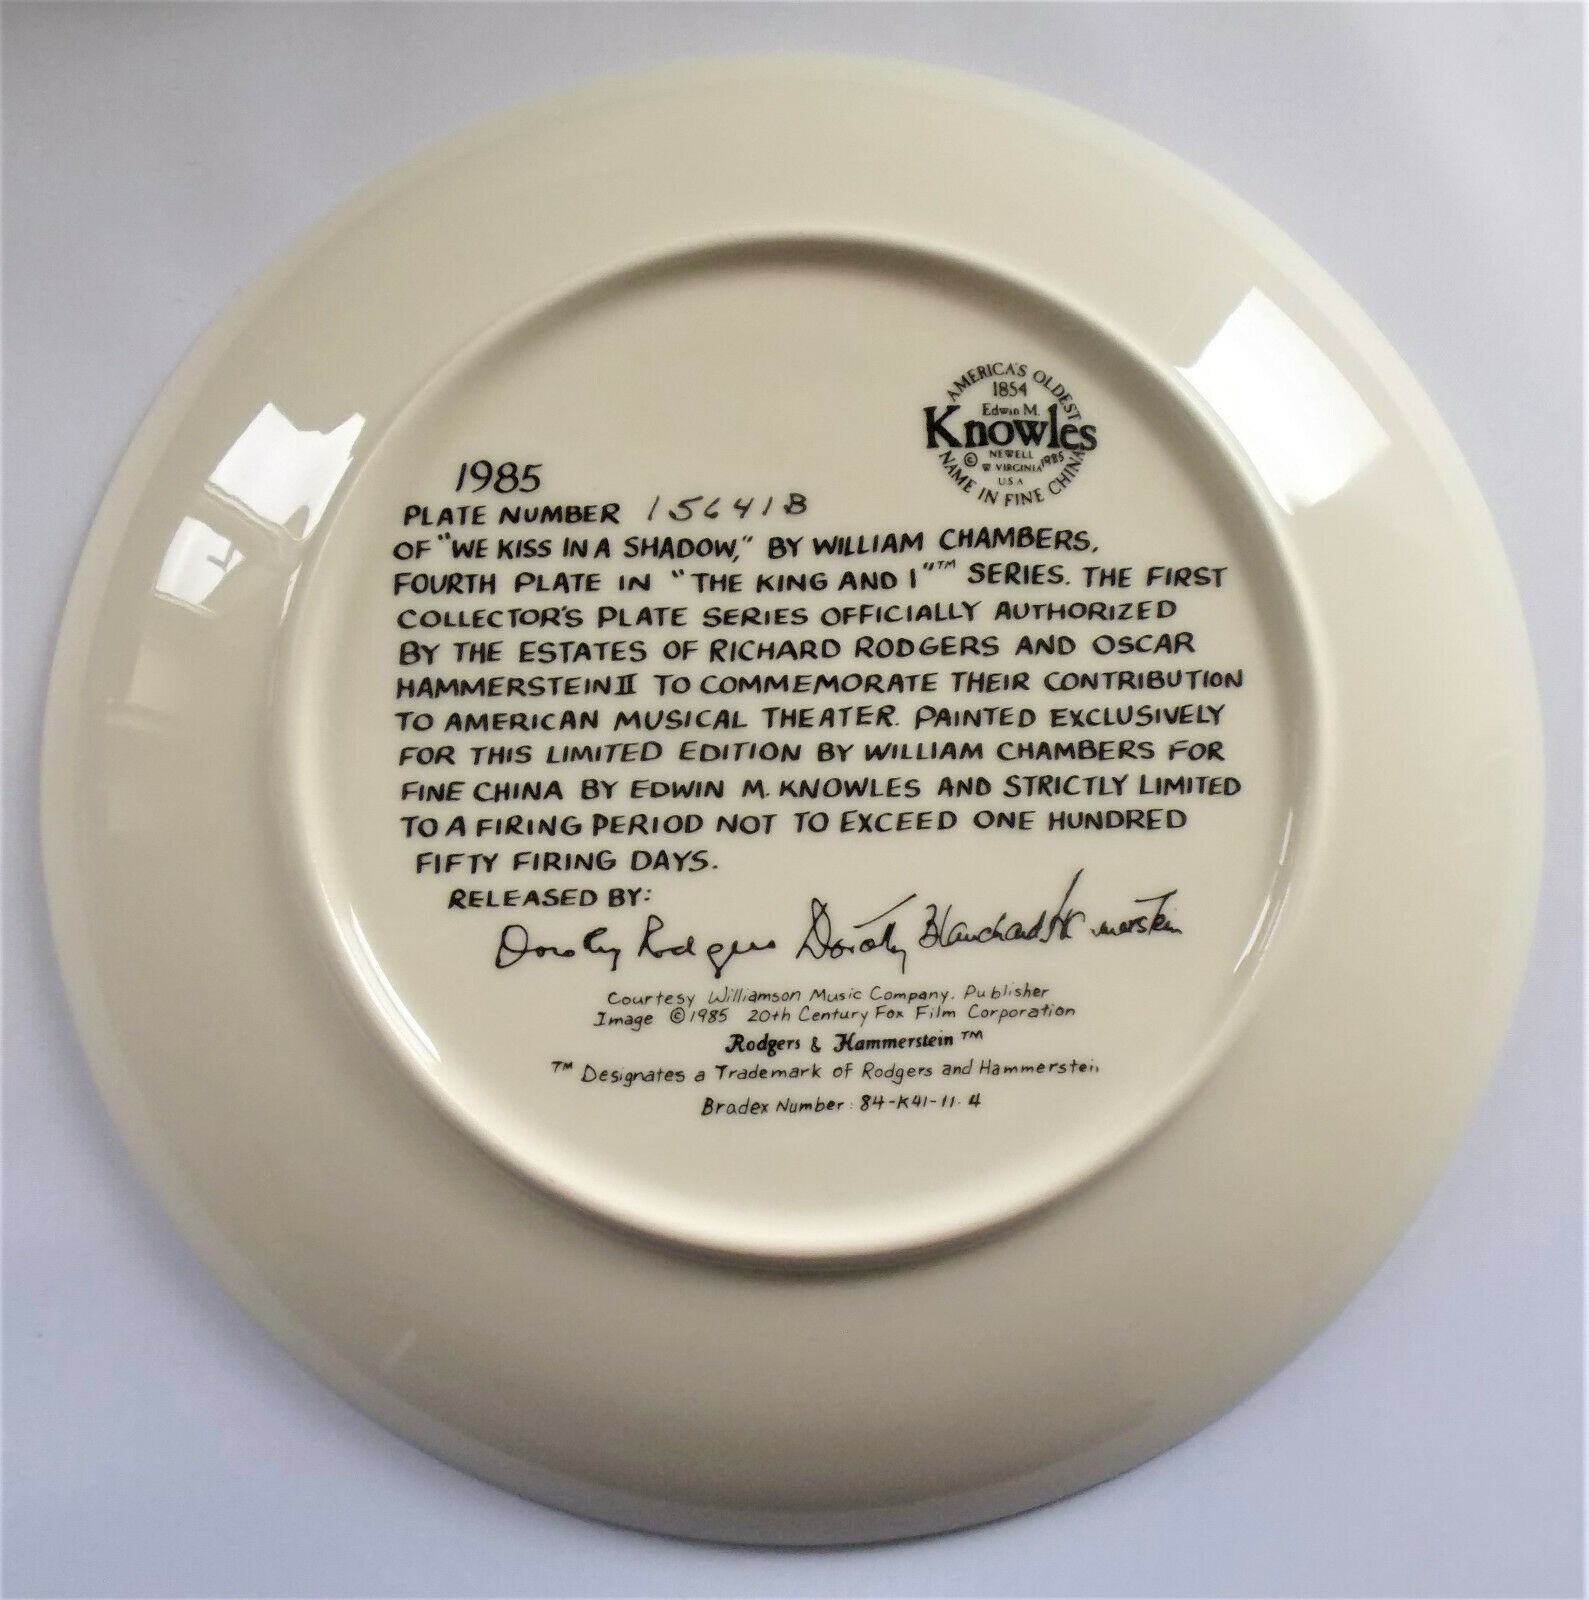 AMERICA'S OLDEST
1854
Edwin M.
Knowles
© NEWELL 1985
W VIRGINIA
USA
NAME IN FINE CHINA
1985
PLATE NUMBER 15641B
OF "WE KISS IN A SHADOW," BY WILLIAM CHAMBERS,
FOURTH PLATE IN "THE KING AND I"™ SERIES. THE FIRST
COLLECTOR'S PLATE SERIES OFFICIALLY AUTHORIZED
BY THE ESTATES OF RICHARD RODGERS AND OSCAR
HAMMERSTEIN II TO COMMEMORATE THEIR CONTRIBUTION
TO AMERICAN MUSICAL THEATER. PAINTED EXCLUSIVELY
FOR THIS LIMITED EDITION BY WILLIAM CHAMBERS FOR
FINE CHINA BY EDWIN M. KNOWLES AND STRICTLY LIMITED
TO A FIRING PERIOD NOT TO EXCEED ONE HUNDRED
FIFTY FIRING DAYS.
RELEASED BY:
Dorothy Rodgers Dorothy Blanchard Hammerstein
Courtesy Williamson Music Company, Publisher
Image ©1985 20th Century Fox Film Corporation
Rodgers & Hammerstein™
™ Designates a Trademark of Rodgers and Hammerstein
Bradex Number: 84-K41-11.4